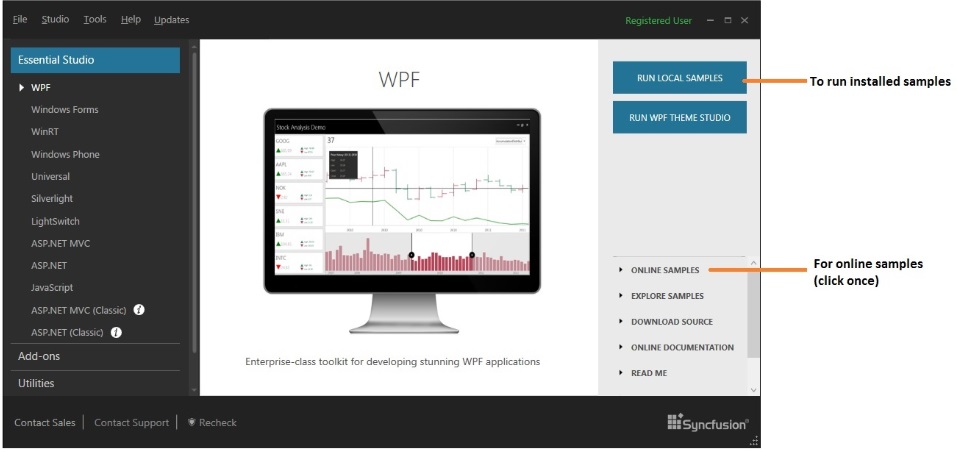 File Studio Tools Help Updates
Registered User
Essential Studio
WPF
Windows Forms
WinRT
Windows Phone
Universal
Silverlight
LightSwitch
ASP.NET MVC
ASP.NET
JavaScript
ASP.NET MVC (Classic)
ASP.NET (Classic)
Add-ons
Utilities
WPF
Stock Analysis Demo
GOOG
37
AAPL
NOK
Enterprise-class toolkit for developing stunning WPF applications
RUN LOCAL SAMPLES
RUN WPF THEME STUDIO
ONLINE SAMPLES
EXPLORE SAMPLES
DOWNLOAD SOURCE
ONLINE DOCUMENTATION
READ ME
To run installed samples
For online samples
(click once)
Contact Sales Contact Support Recheck
Syncfusion